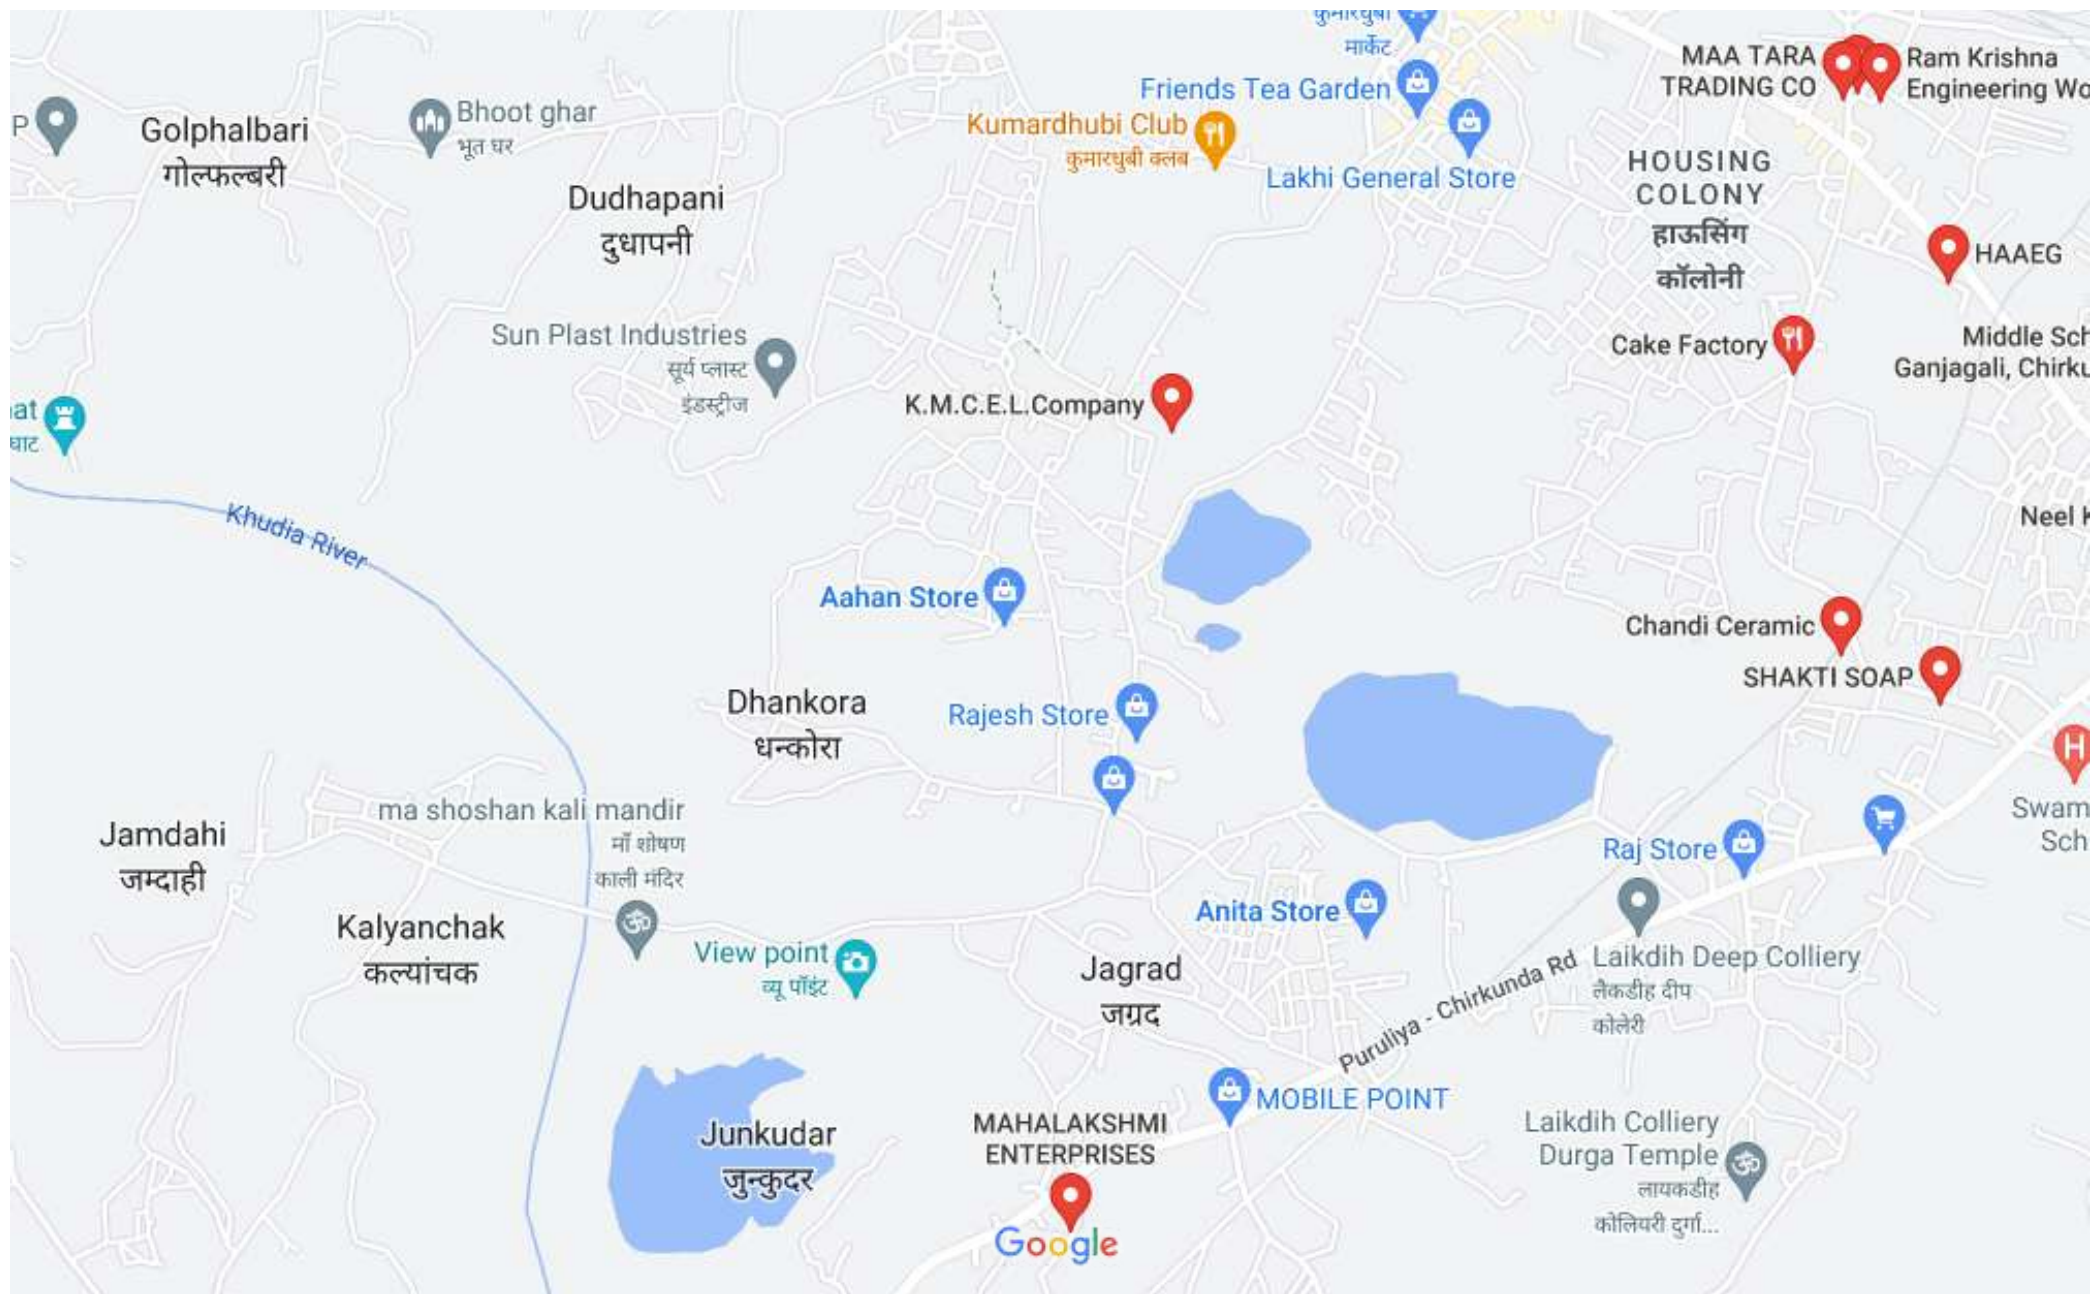 कुमारधुबी
मार्केट
Friends Tea Garden
Kumardhubi Club
कुमारधुबी क्लब
Lakhi General Store
MAA TARA
TRADING CO
Ram Krishna
Engineering Wo
P
Golphalbari
गोल्फल्बरी
Bhoot ghar
भूत घर
Dudhapani
दुधापनी
HOUSING
COLONY
हाऊसिंग
कॉलोनी
HAAEG
Sun Plast Industries
सूर्य प्लास्ट
इंडस्ट्रीज
Cake Factory
Middle Sch
Ganjagali, Chirku
K.M.C.E.L.Company
at
घाट
Khudia River
Neel K
Aahan Store
Chandi Ceramic
SHAKTI SOAP
Dhankora
धन्कोरा
Rajesh Store
H
Swam
Sch
ma shoshan kali mandir
माँ शोषण
काली मंदिर
Jamdahi
जम्दाही
Raj Store
Kalyanchak
कल्यांचक
Anita Store
View point
व्यू पॉइंट
Jagrad
जग्रद
Laikdih Deep Colliery
लैकडीह दीप
कोलेरी
Puruliya - Chirkunda Rd
MOBILE POINT
MAHALAKSHMI
ENTERPRISES
Junkudar
जुन्कुदर
Laikdih Colliery
Durga Temple
लायकडीह
कोलियरी दुर्गा...
Google